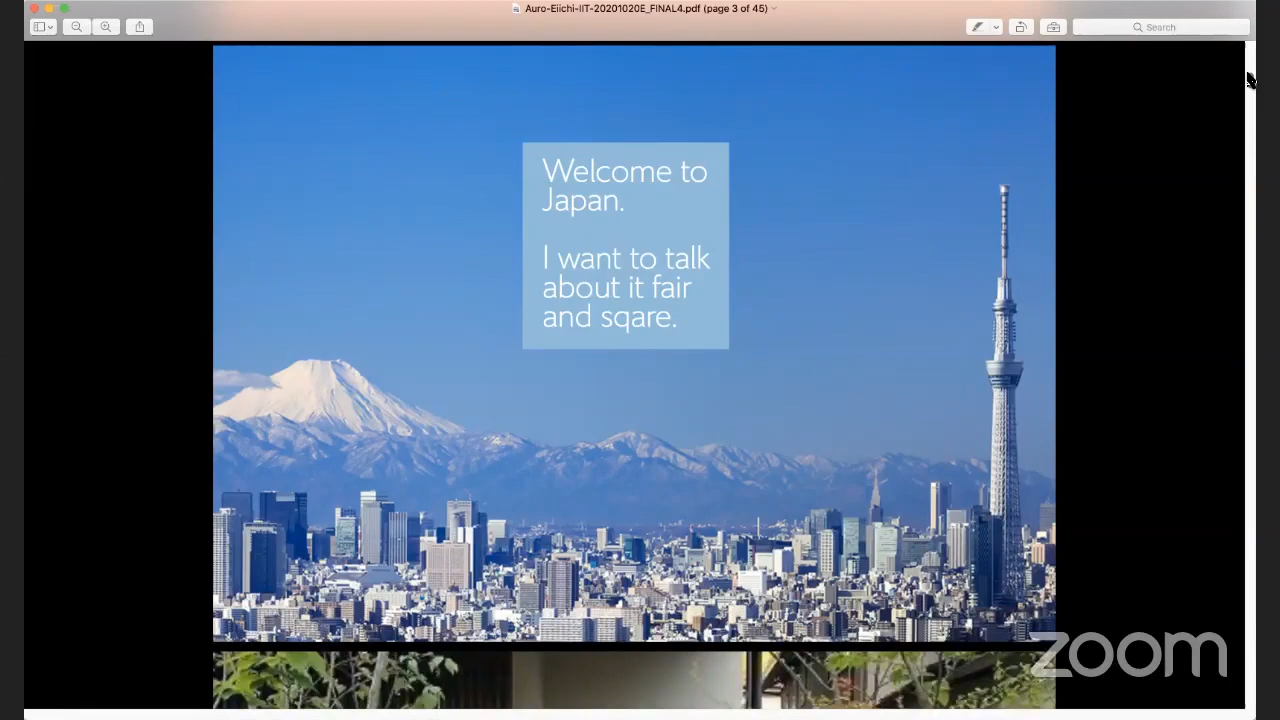 Auro-Eiichi-IIT-20201020E_FINAL4.pdf (page 3 of 45)
Search
Welcome to
Japan.
I want to talk
about it fair
and sqare.
zoom